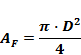 A_F = π · D² / 4